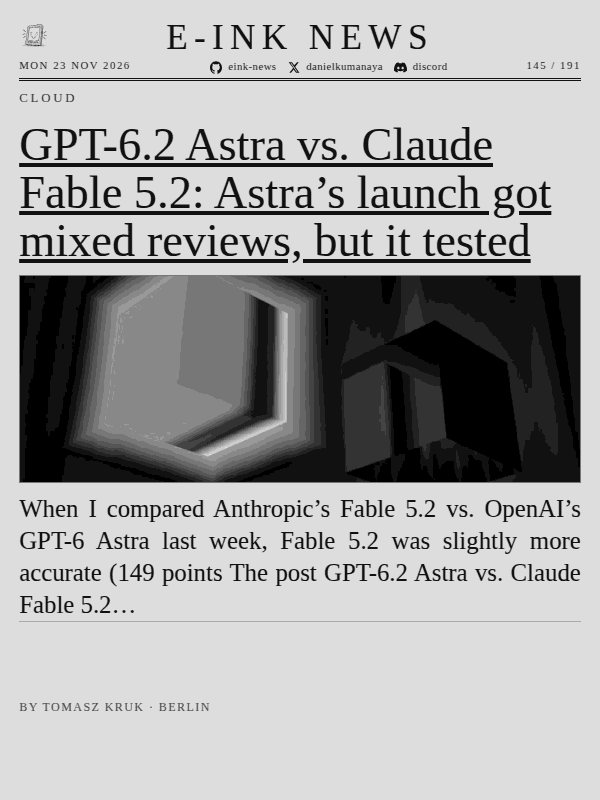 E-INK NEWS
MON 23 NOV 2026
eink-news
danielkumanaya
discord
145 / 191
CLOUD
GPT-6.2 Astra vs. Claude
Fable 5.2: Astra’s launch got
mixed reviews, but it tested
When I compared Anthropic’s Fable 5.2 vs. OpenAI’s
GPT-6 Astra last week, Fable 5.2 was slightly more
accurate (149 points The post GPT-6.2 Astra vs. Claude
Fable 5.2…
BY TOMASZ KRUK · BERLIN